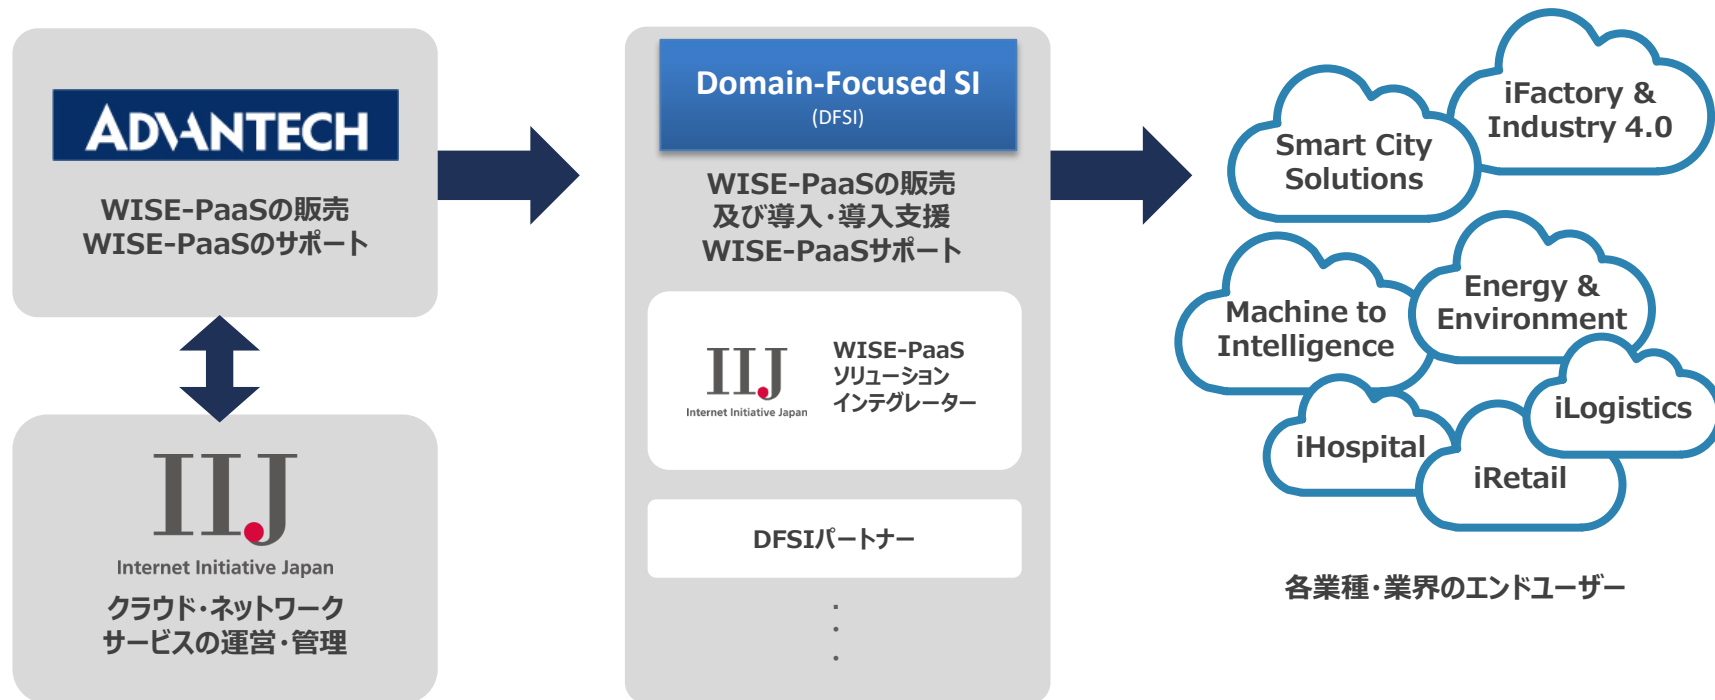 ADVANTECH
WISE-PaaSの販売
WISE-PaaSのサポート
IIJ
Internet Initiative Japan
クラウド・ネットワーク
サービスの運営・管理
Domain-Focused SI
(DFSI)
WISE-PaaSの販売
及び導入・導入支援
WISE-PaaSサポート
IIJ
Internet Initiative Japan
WISE-PaaS
ソリューション
インテグレーター
DFSIパートナー
・
・
・
iFactory &
Industry 4.0
Smart City
Solutions
Energy &
Environment
Machine to
Intelligence
iLogistics
iHospital
iRetail
各業種・業界のエンドユーザー